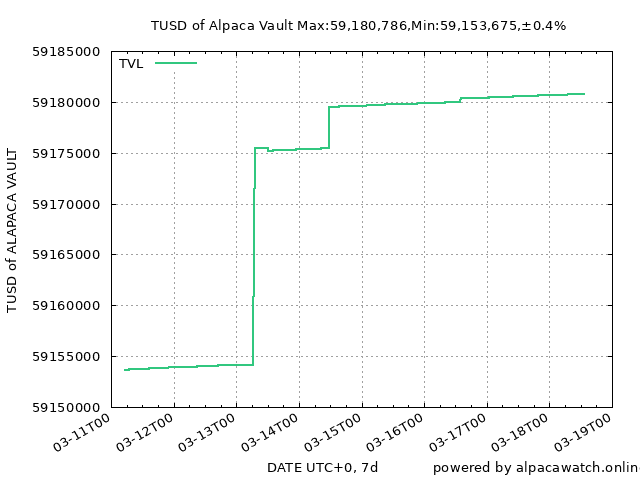 TUSD of Alpaca Vault Max:59,180,786,Min:59,153,675,±0.4%
TVL
59185000
59180000
59175000
59170000
59165000
59160000
59155000
59150000
TUSD of ALAPACA VAULT
03-11T00
03-12T00
03-13T00
03-14T00
03-15T00
03-16T00
03-17T00
03-18T00
03-19T00
DATE UTC+0, 7d
powered by alpacawatch.onlin